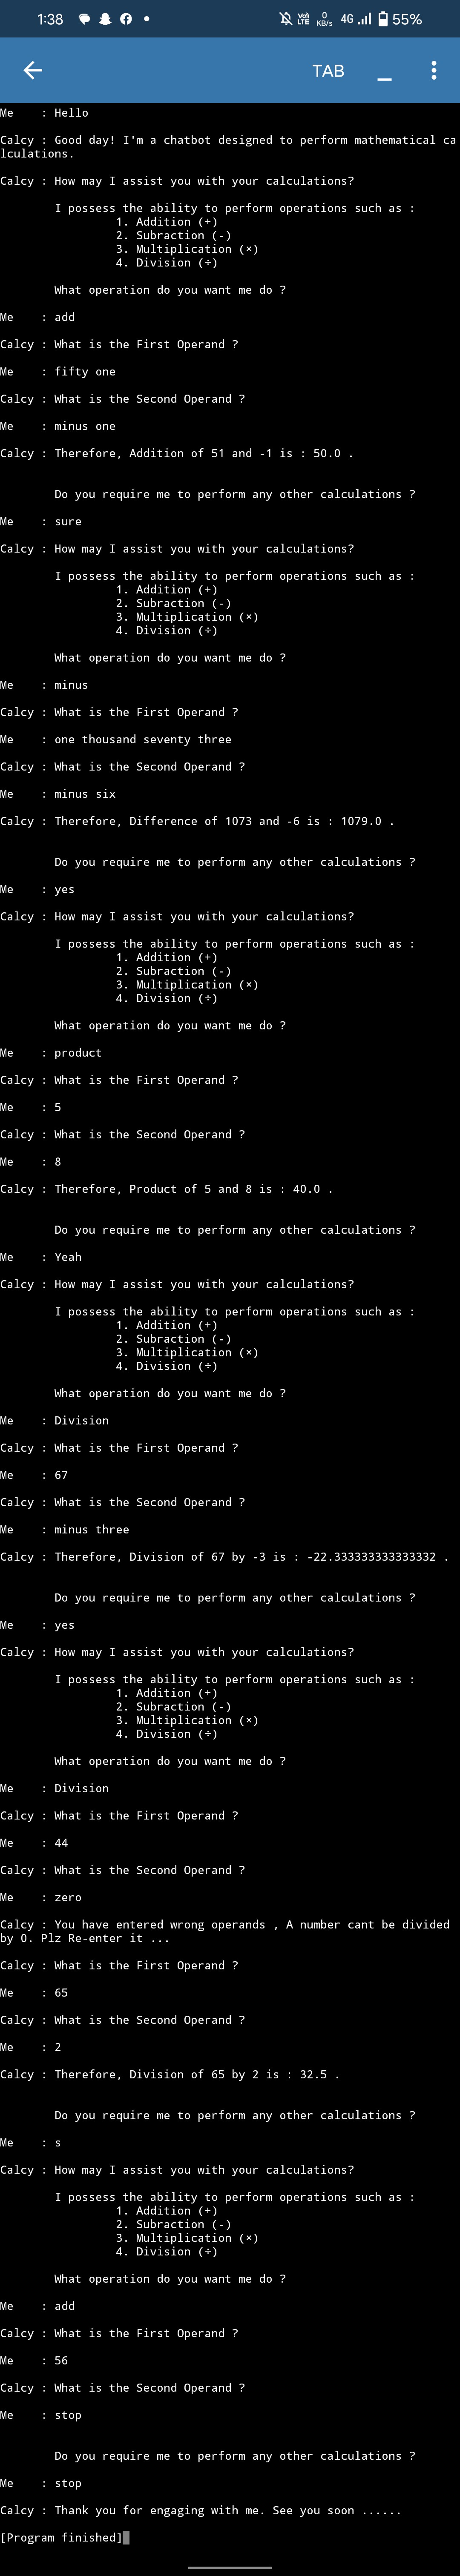 1:38 Vo) LTE 0 KB/s 4G 55%
TAB
Me    : Hello
Calcy : Good day! I'm a chatbot designed to perform mathematical ca
lculations.
Calcy : How may I assist you with your calculations?
I possess the ability to perform operations such as :
1. Addition (+)
2. Subraction (-)
3. Multiplication (×)
4. Division (÷)
What operation do you want me do ?
Me    : add
Calcy : What is the First Operand ?
Me    : fifty one
Calcy : What is the Second Operand ?
Me    : minus one
Calcy : Therefore, Addition of 51 and -1 is : 50.0 .
Do you require me to perform any other calculations ?
Me    : sure
Calcy : How may I assist you with your calculations?
I possess the ability to perform operations such as :
1. Addition (+)
2. Subraction (-)
3. Multiplication (×)
4. Division (÷)
What operation do you want me do ?
Me    : minus
Calcy : What is the First Operand ?
Me    : one thousand seventy three
Calcy : What is the Second Operand ?
Me    : minus six
Calcy : Therefore, Difference of 1073 and -6 is : 1079.0 .
Do you require me to perform any other calculations ?
Me    : yes
Calcy : How may I assist you with your calculations?
I possess the ability to perform operations such as :
1. Addition (+)
2. Subraction (-)
3. Multiplication (×)
4. Division (÷)
What operation do you want me do ?
Me    : product
Calcy : What is the First Operand ?
Me    : 5
Calcy : What is the Second Operand ?
Me    : 8
Calcy : Therefore, Product of 5 and 8 is : 40.0 .
Do you require me to perform any other calculations ?
Me    : Yeah
Calcy : How may I assist you with your calculations?
I possess the ability to perform operations such as :
1. Addition (+)
2. Subraction (-)
3. Multiplication (×)
4. Division (÷)
What operation do you want me do ?
Me    : Division
Calcy : What is the First Operand ?
Me    : 67
Calcy : What is the Second Operand ?
Me    : minus three
Calcy : Therefore, Division of 67 by -3 is : -22.333333333333332 .
Do you require me to perform any other calculations ?
Me    : yes
Calcy : How may I assist you with your calculations?
I possess the ability to perform operations such as :
1. Addition (+)
2. Subraction (-)
3. Multiplication (×)
4. Division (÷)
What operation do you want me do ?
Me    : Division
Calcy : What is the First Operand ?
Me    : 44
Calcy : What is the Second Operand ?
Me    : zero
Calcy : You have entered wrong operands , A number cant be divided
by 0. Plz Re-enter it ...
Calcy : What is the First Operand ?
Me    : 65
Calcy : What is the Second Operand ?
Me    : 2
Calcy : Therefore, Division of 65 by 2 is : 32.5 .
Do you require me to perform any other calculations ?
Me    : s
Calcy : How may I assist you with your calculations?
I possess the ability to perform operations such as :
1. Addition (+)
2. Subraction (-)
3. Multiplication (×)
4. Division (÷)
What operation do you want me do ?
Me    : add
Calcy : What is the First Operand ?
Me    : 56
Calcy : What is the Second Operand ?
Me    : stop
Do you require me to perform any other calculations ?
Me    : stop
Calcy : Thank you for engaging with me. See you soon ......
[Program finished]